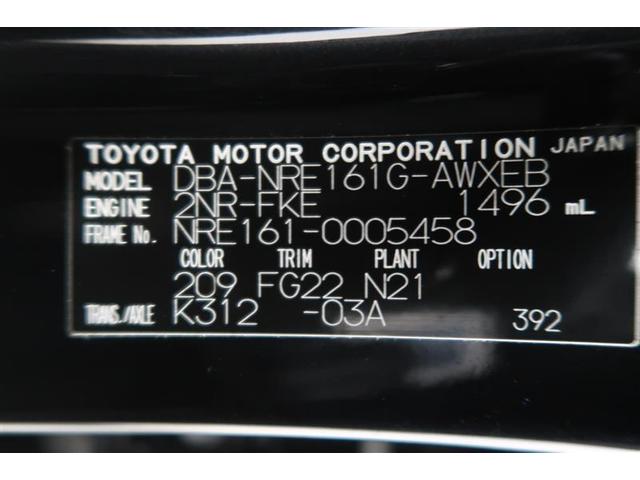 TOYOTA MOTOR CORPORATION JAPAN
MODEL DBA-NRE161G-AWXEB
ENGINE 2NR-FKE 1496 mL
FRAME No. NRE161-0005458
COLOR TRIM PLANT OPTION
209 FG22 N21
TRANS./AXLE K312 -03A 392